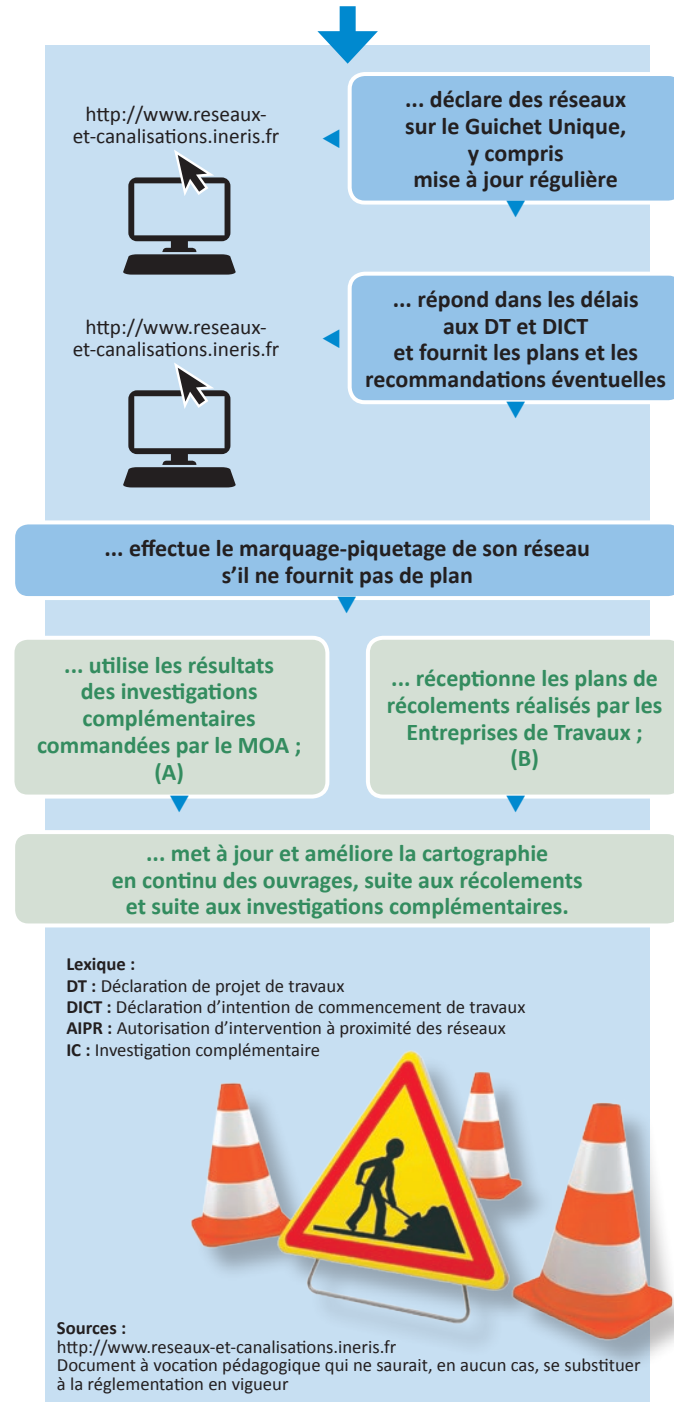 http://www.reseaux-
et-canalisations.ineris.fr
... déclare des réseaux
sur le Guichet Unique,
y compris
mise à jour régulière
http://www.reseaux-
et-canalisations.ineris.fr
... répond dans les délais
aux DT et DICT
et fournit les plans et les
recommandations éventuelles
... effectue le marquage-piquetage de son réseau
s'il ne fournit pas de plan
... utilise les résultats
des investigations
complémentaires
commandées par le MOA ;
(A)
... réceptionne les plans de
récolements réalisés par les
Entreprises de Travaux ;
(B)
... met à jour et améliore la cartographie
en continu des ouvrages, suite aux récolements
et suite aux investigations complémentaires.
Lexique :
DT : Déclaration de projet de travaux
DICT : Déclaration d'intention de commencement de travaux
AIPR : Autorisation d'intervention à proximité des réseaux
IC : Investigation complémentaire
Sources :
http://www.reseaux-et-canalisations.ineris.fr
Document à vocation pédagogique qui ne saurait, en aucun cas, se substituer
à la réglementation en vigueur